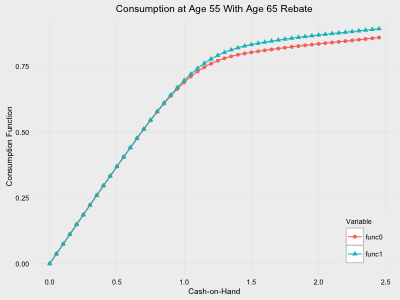 Consumption at Age 55 With Age 65 Rebate
Consumption Function
0.75
0.50
0.25
0.00
0.0 0.5 1.0 1.5 2.0 2.5
Cash-on-Hand
Variable
func0
func1